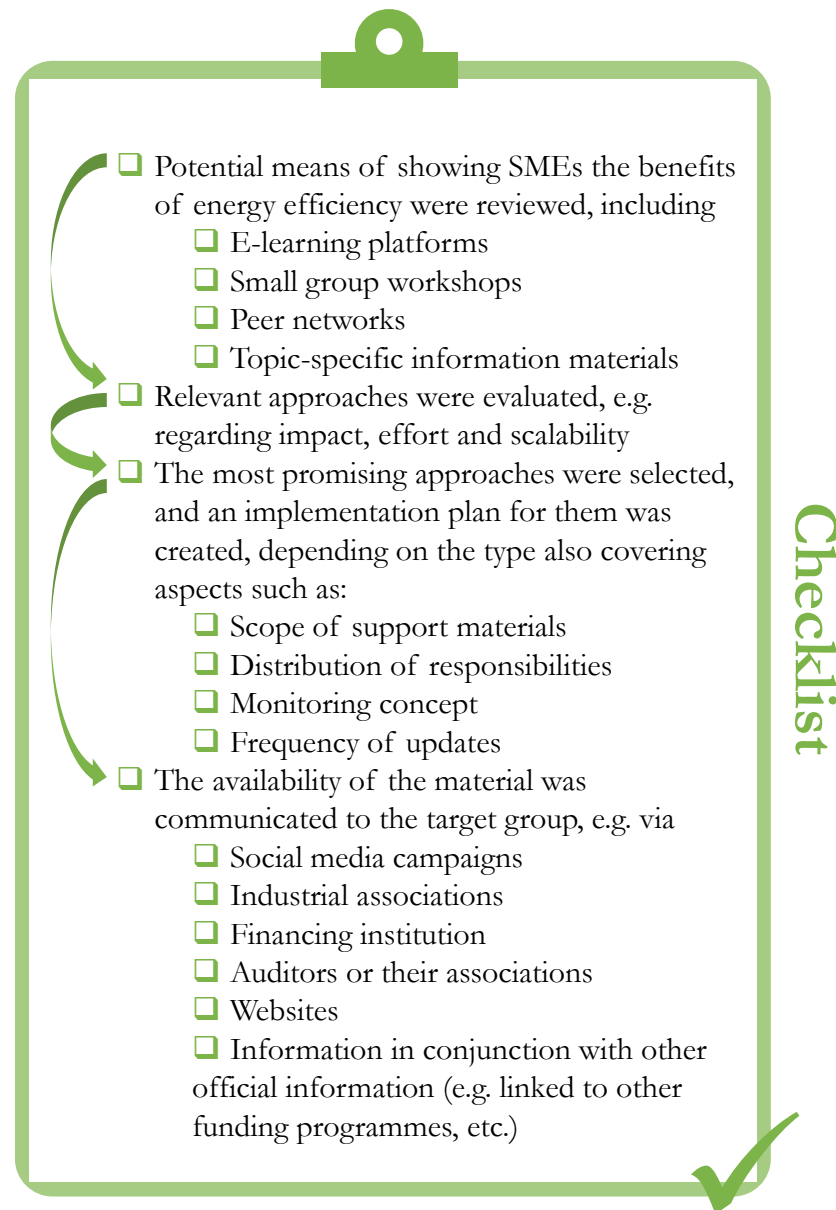 Potential means of showing SMEs the benefits
of energy efficiency were reviewed, including
E-learning platforms
Small group workshops
Peer networks
Topic-specific information materials
Relevant approaches were evaluated, e.g.
regarding impact, effort and scalability
The most promising approaches were selected,
and an implementation plan for them was
created, depending on the type also covering
aspects such as:
Scope of support materials
Distribution of responsibilities
Monitoring concept
Frequency of updates
The availability of the material was
communicated to the target group, e.g. via
Social media campaigns
Industrial associations
Financing institution
Auditors or their associations
Websites
Information in conjunction with other
official information (e.g. linked to other
funding programmes, etc.)
Checklist